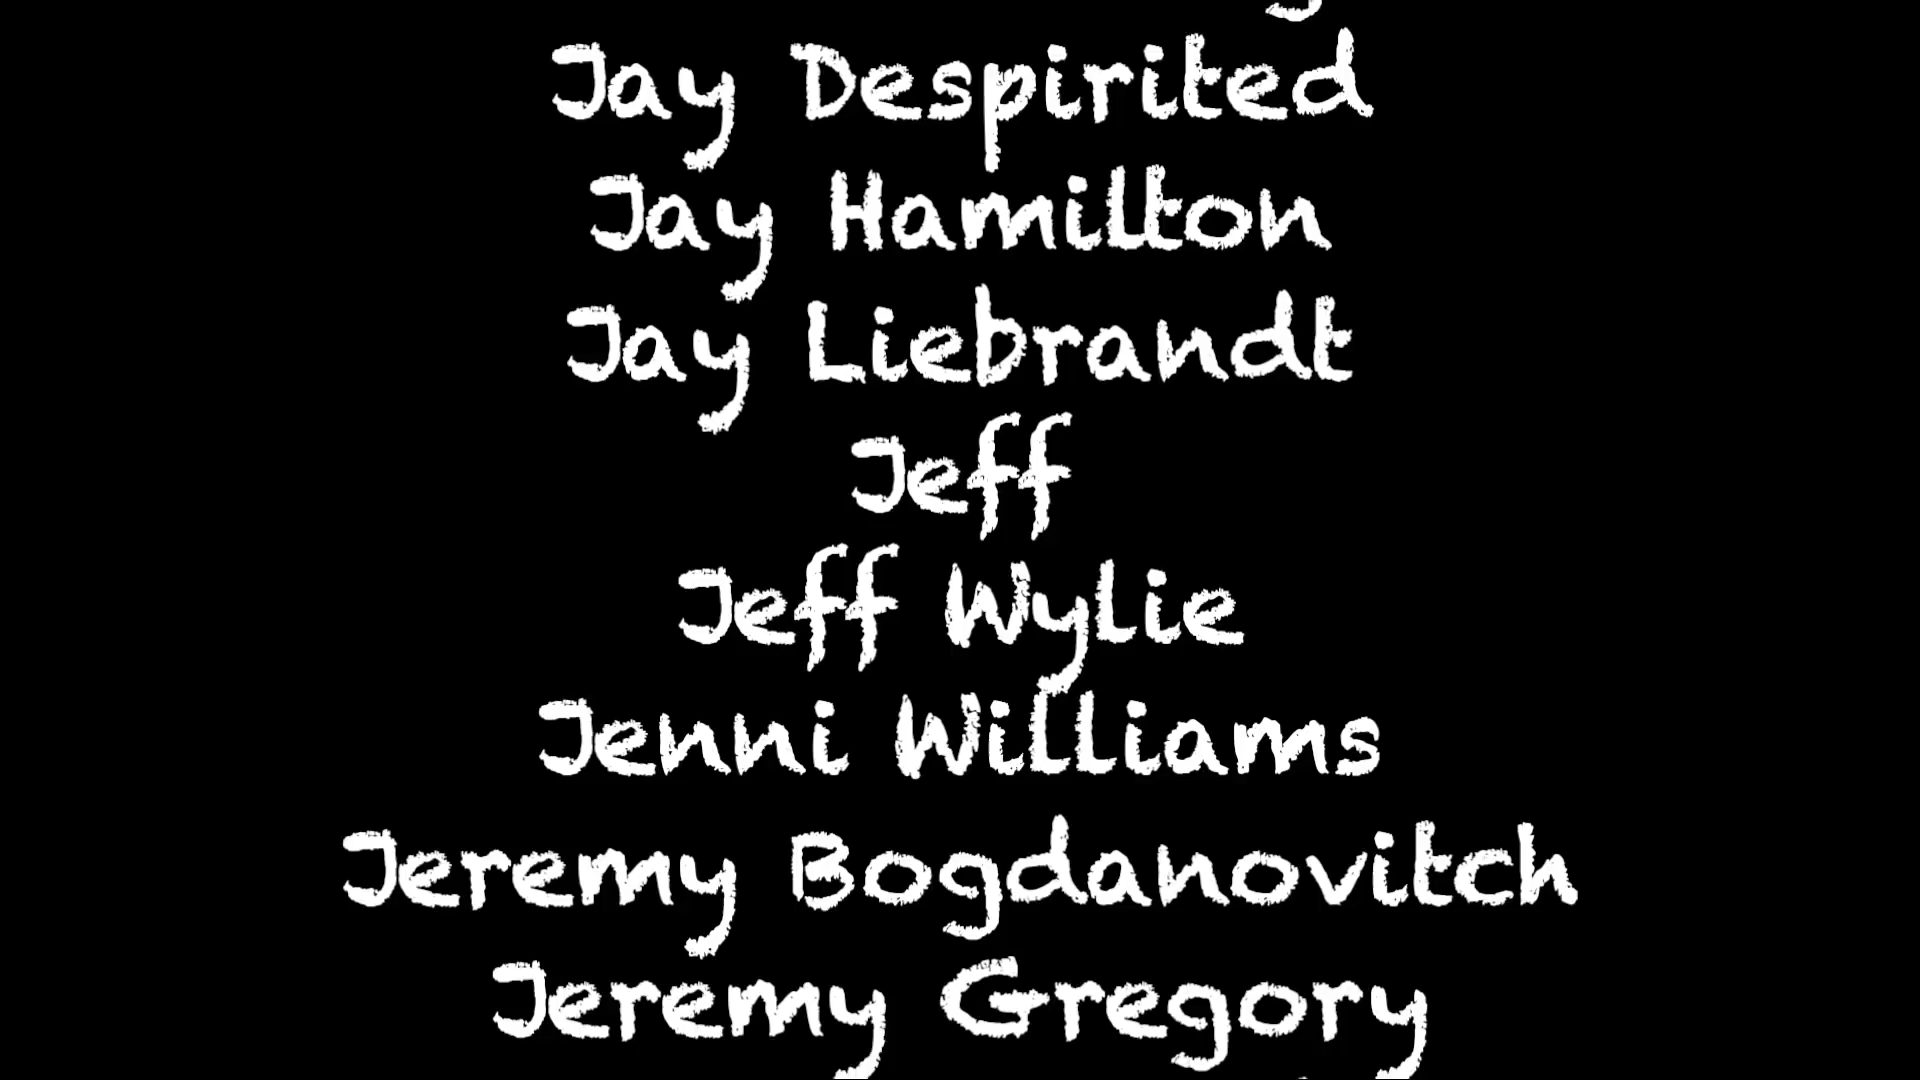 Jay Despirited
Jay Hamilton
Jay Liebrandt
Jeff
Jeff Wylie
Jenni Williams
Jeremy Bogdanovitch
Jeremy Gregory